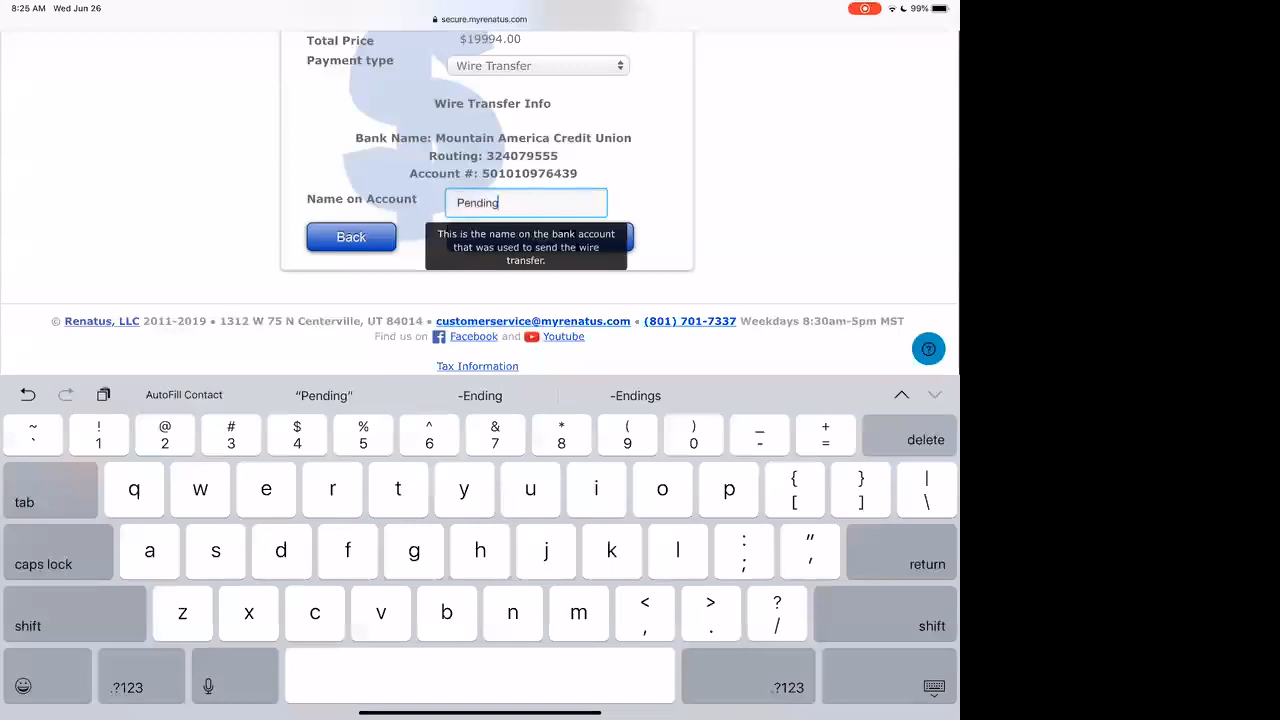 8:25 AM Wed Jun 26
99%
secure.myrenatus.com
Total Price $19994.00
Payment type Wire Transfer
Wire Transfer Info
Bank Name: Mountain America Credit Union
Routing: 324079555
Account #: 501010976439
Name on Account Pending
Back
This is the name on the bank account
that was used to send the wire
transfer.
© Renatus, LLC 2011-2019 • 1312 W 75 N Centerville, UT 84014 • customerservice@myrenatus.com • (801) 701-7337 Weekdays 8:30am-5pm MST
Find us on Facebook and Youtube
Tax Information
AutoFill Contact “Pending” -Ending -Endings
~ ! @ # $ % ^ & * ( ) _ +
` 1 2 3 4 5 6 7 8 9 0 - = delete
tab q w e r t y u i o p { [ } ] | \
caps lock a s d f g h j k l : ; " ' return
shift z x c v b n m < , > . ? / shift
.?123 .?123